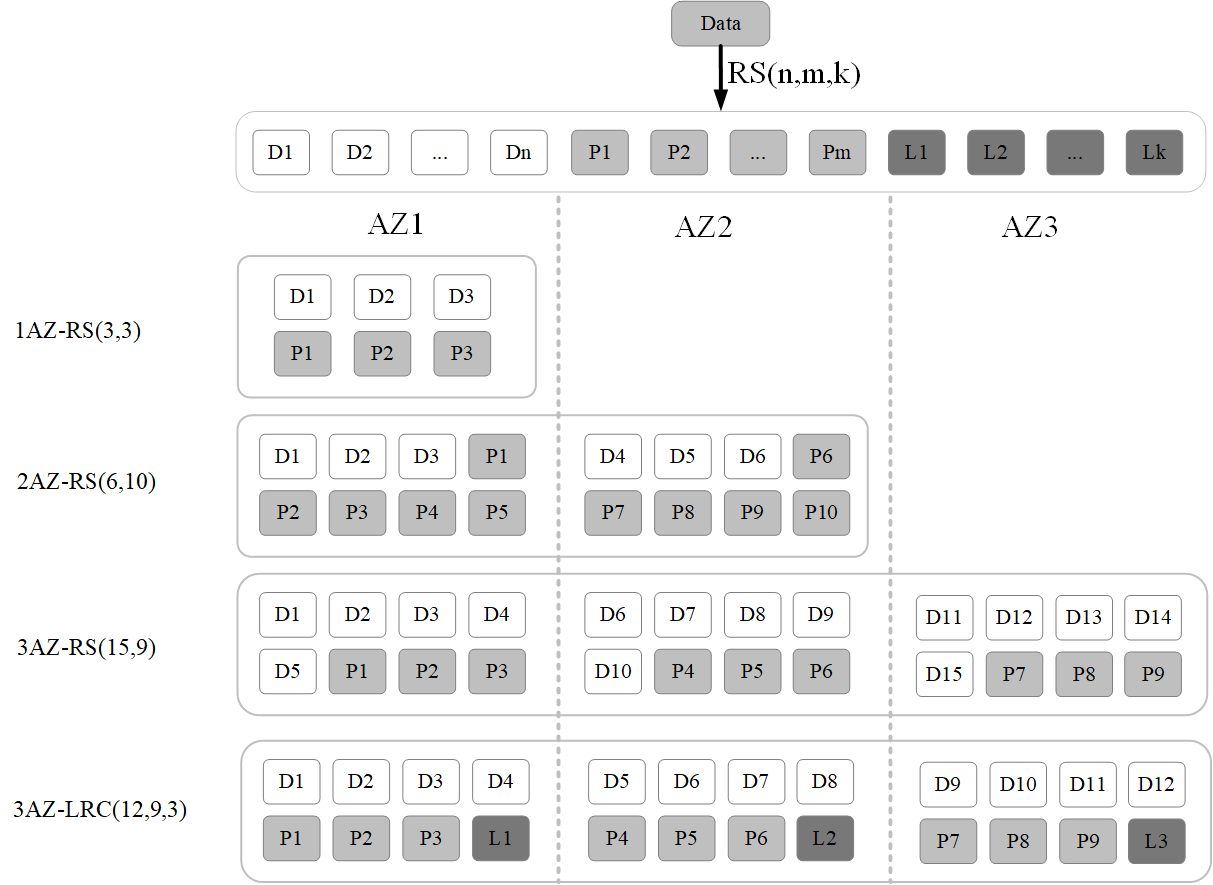 Data
RS(n,m,k)
D1 D2 ... Dn P1 P2 ... Pm L1 L2 ... Lk
AZ1 AZ2 AZ3
1AZ-RS(3,3)
D1 D2 D3
P1 P2 P3
2AZ-RS(6,10)
D1 D2 D3 P1 D4 D5 D6 P6
P2 P3 P4 P5 P7 P8 P9 P10
3AZ-RS(15,9)
D1 D2 D3 D4 D6 D7 D8 D9 D11 D12 D13 D14
D5 P1 P2 P3 D10 P4 P5 P6 D15 P7 P8 P9
3AZ-LRC(12,9,3)
D1 D2 D3 D4 D5 D6 D7 D8 D9 D10 D11 D12
P1 P2 P3 L1 P4 P5 P6 L2 P7 P8 P9 L3